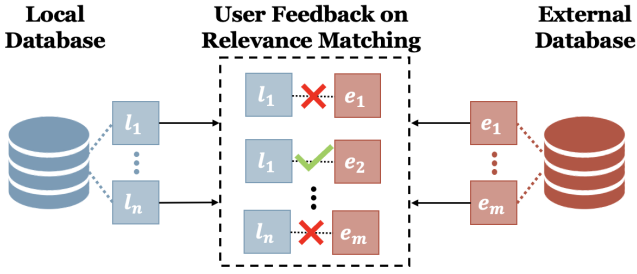 Local
Database
User Feedback on
Relevance Matching
External
Database
l₁
lₙ
l₁ e₁
l₁ e₂
lₙ eₘ
e₁
eₘ